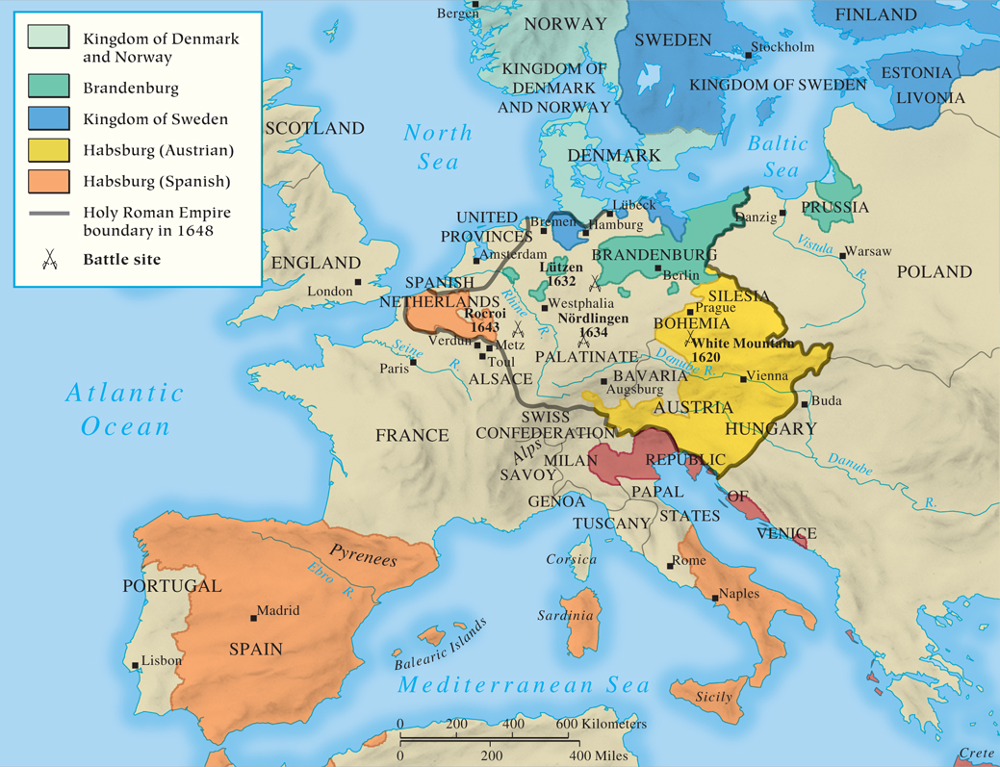 Kingdom of Denmark
and Norway
Brandenburg
Kingdom of Sweden
Habsburg (Austrian)
Habsburg (Spanish)
Holy Roman Empire
boundary in 1648
Battle site
Bergen
NORWAY
SWEDEN
FINLAND
Stockholm
KINGDOM OF
DENMARK
AND NORWAY
KINGDOM OF SWEDEN
ESTONIA
LIVONIA
SCOTLAND
North
Sea
DENMARK
Baltic
Sea
UNITED
PROVINCES
Bremen
Lübeck
Hamburg
Danzig
PRUSSIA
ENGLAND
London
Amsterdam
Lützen
1632
BRANDENBURG
Berlin
Vistula
R.
Warsaw
POLAND
SPANISH
NETHERLANDS
Rocroi
1643
Rhine
R.
Westphalia
Nördlingen
1634
SILESIA
Prague
BOHEMIA
White Mountain
1620
Seine
R.
Verdun
Metz
Toul
Paris
PALATINATE
ALSACE
Danube R.
BAVARIA
Augsburg
Vienna
Buda
Atlantic
Ocean
FRANCE
SWISS
CONFEDERATION
AUSTRIA
HUNGARY
Alps
MILAN
SAVOY
REPUBLIC
OF
VENICE
Danube
R.
GENOA
PAPAL
STATES
TUSCANY
Pyrenees
Ebro R.
Corsica
Rome
PORTUGAL
Madrid
SPAIN
Lisbon
Naples
Sardinia
Balearic Islands
Mediterranean Sea
Sicily
0 200 400 600 Kilometers
0 200 400 Miles
Crete